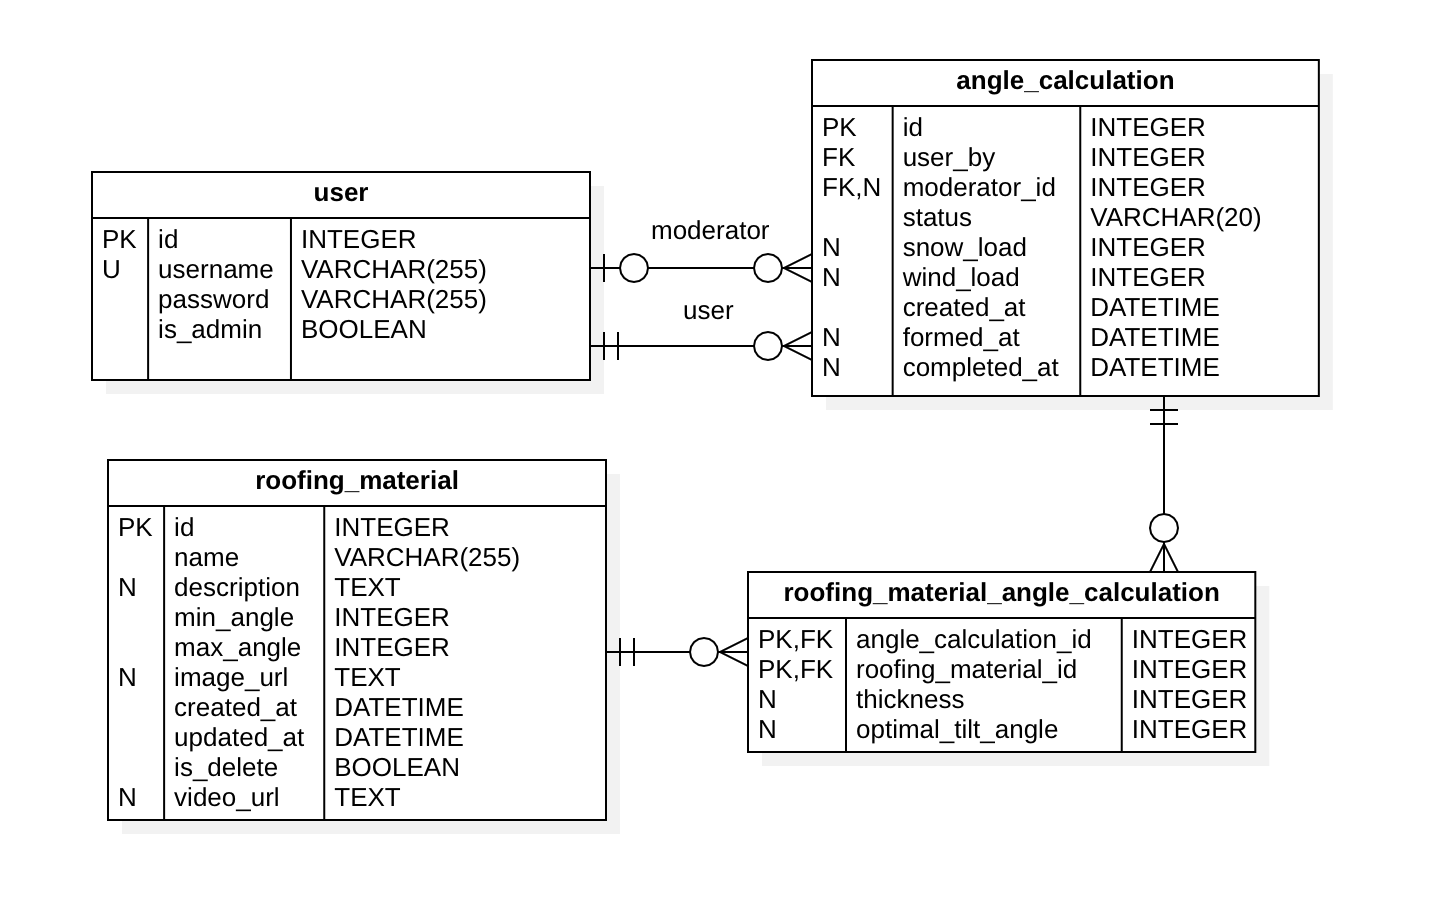 angle_calculation
PK id INTEGER
FK user_by INTEGER
FK,N moderator_id INTEGER
status VARCHAR(20)
N snow_load INTEGER
N wind_load INTEGER
created_at DATETIME
N formed_at DATETIME
N completed_at DATETIME
user
PK id INTEGER
U username VARCHAR(255)
password VARCHAR(255)
is_admin BOOLEAN
moderator
user
roofing_material
PK id INTEGER
name VARCHAR(255)
N description TEXT
min_angle INTEGER
max_angle INTEGER
N image_url TEXT
created_at DATETIME
updated_at DATETIME
is_delete BOOLEAN
N video_url TEXT
roofing_material_angle_calculation
PK,FK angle_calculation_id INTEGER
PK,FK roofing_material_id INTEGER
N thickness INTEGER
N optimal_tilt_angle INTEGER